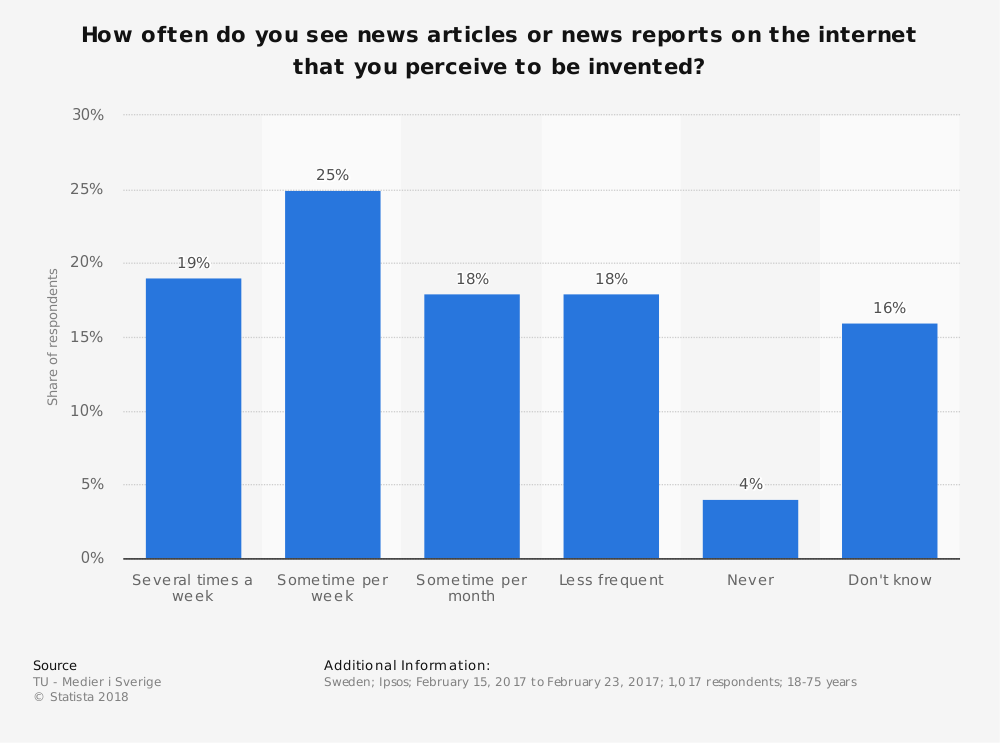 How often do you see news articles or news reports on the internet
that you perceive to be invented?
30%
25%
20%
15%
10%
5%
0%
Share of respondents
19%
25%
18%
18%
4%
16%
Several times a
week
Sometime per
week
Sometime per
month
Less frequent
Never
Don't know
Source
TU - Medier i Sverige
© Statista 2018
Additional Information:
Sweden; Ipsos; February 15, 2017 to February 23, 2017; 1,017 respondents; 18-75 years